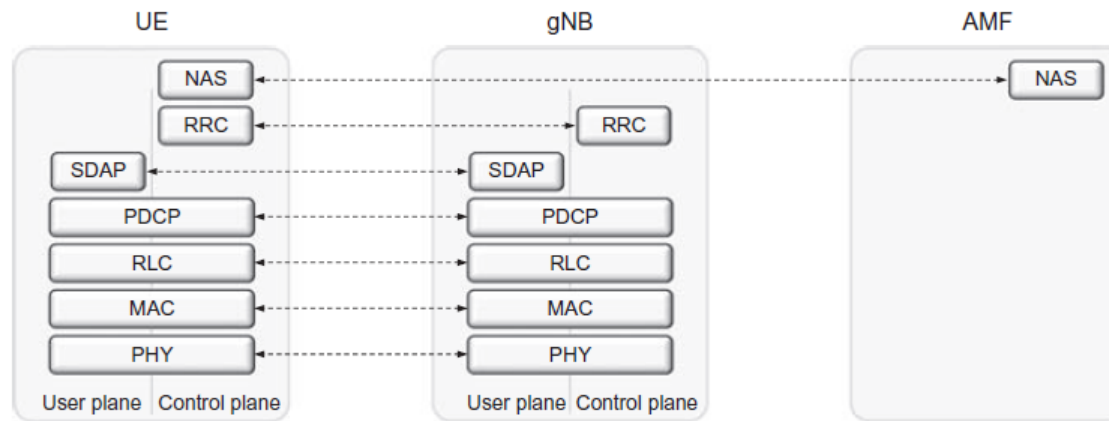 UE gNB AMF
NAS NAS
RRC RRC
SDAP SDAP
PDCP PDCP
RLC RLC
MAC MAC
PHY PHY
User plane Control plane User plane Control plane